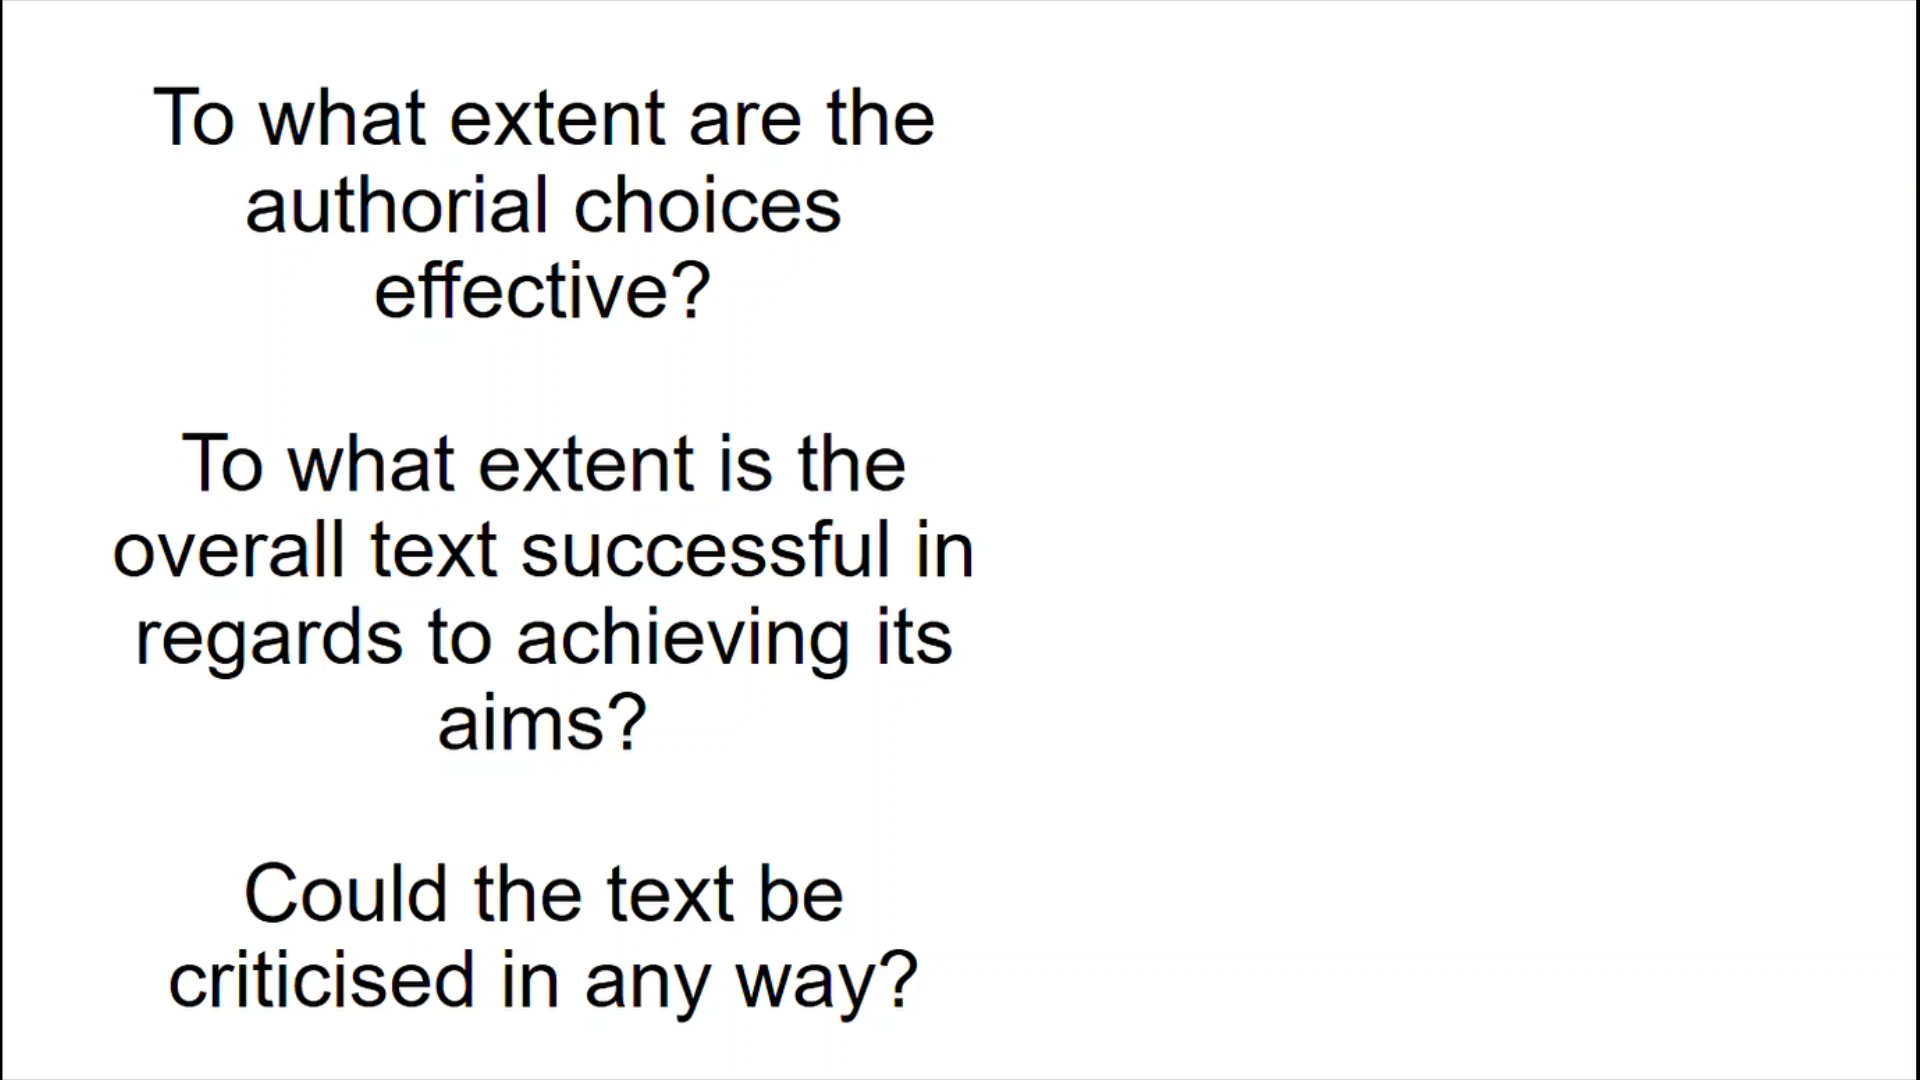 To what extent are the
authorial choices
effective?
To what extent is the
overall text successful in
regards to achieving its
aims?
Could the text be
criticised in any way?